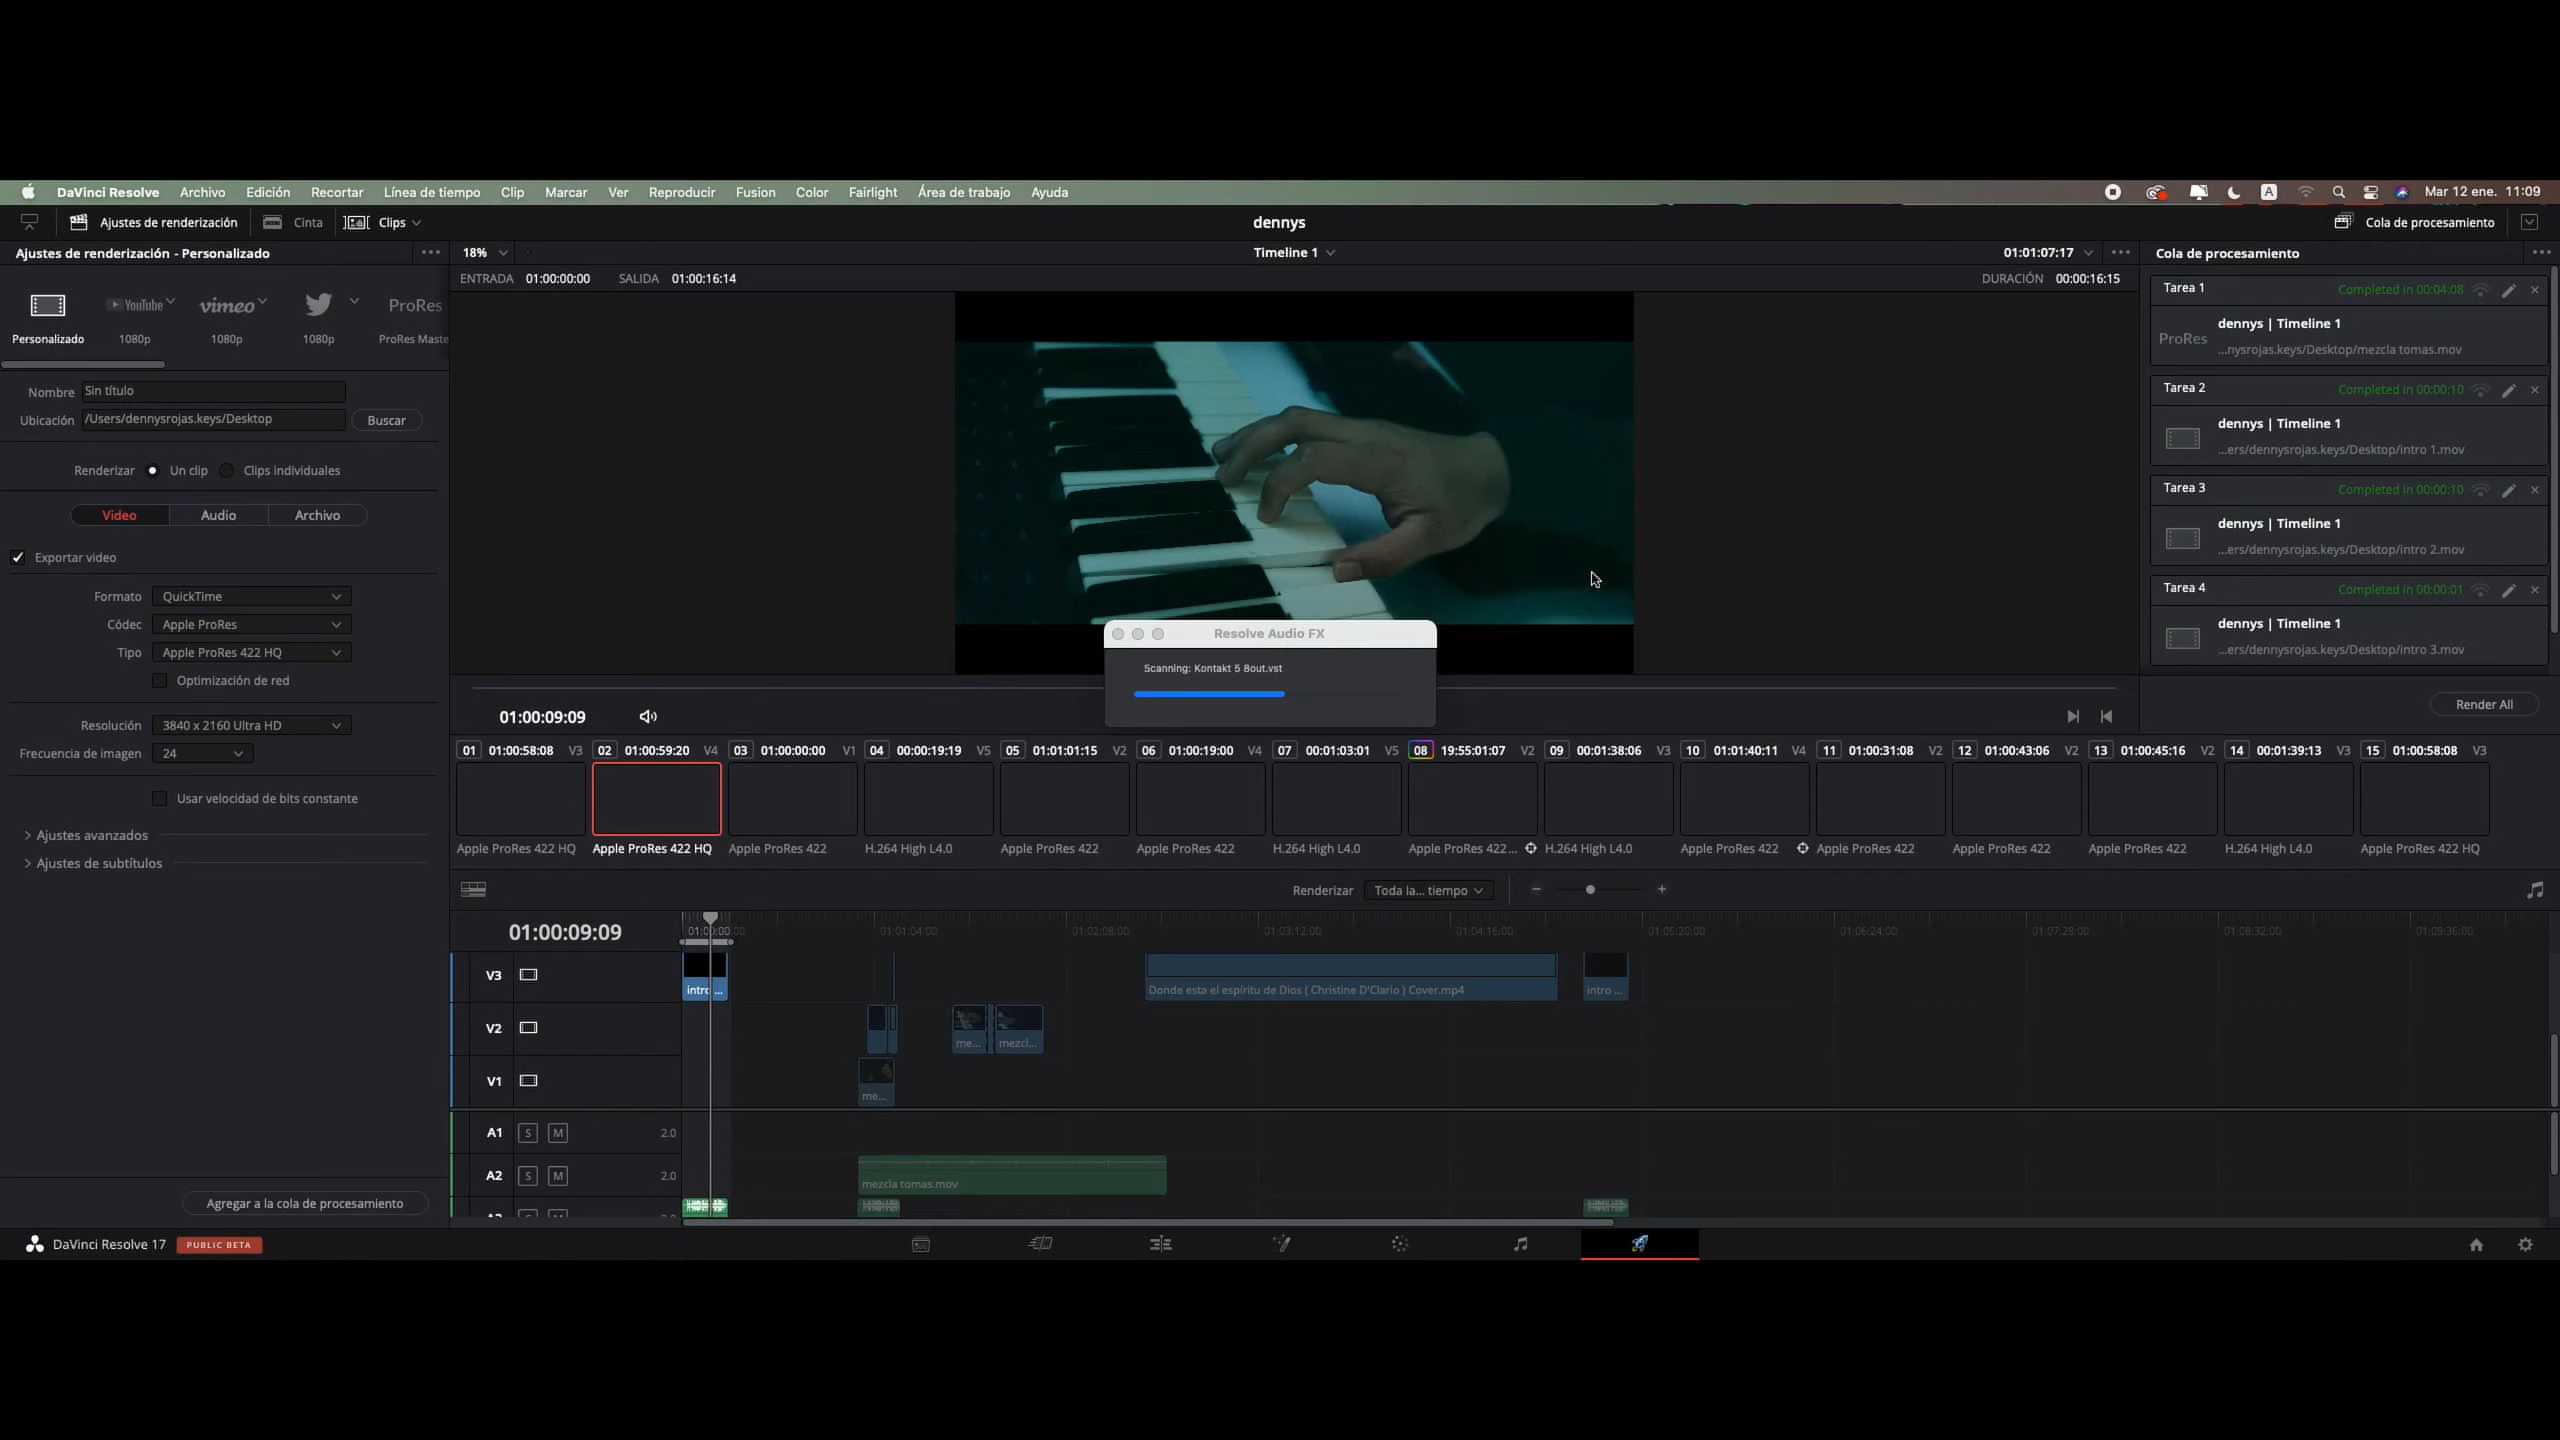 DaVinci Resolve Archivo Edición Recortar Línea de tiempo Clip Marcar Ver Reproducir Fusion Color Fairlight Área de trabajo Ayuda A Mar 12 ene. 11:09
Ajustes de renderización Cinta Clips dennys Cola de procesamiento
Ajustes de renderización - Personalizado 18% Timeline 1 01:01:07:17 Cola de procesamiento
ENTRADA 01:00:00:00 SALIDA 01:00:16:14 DURACIÓN 00:00:16:15
YouTube vimeo ProRes
Personalizado 1080p 1080p 1080p ProRes Maste
Nombre Sin título
Ubicación /Users/dennysrojas.keys/Desktop Buscar
Renderizar Un clip Clips individuales
Video Audio Archivo
Exportar video
Formato QuickTime
Códec Apple ProRes
Tipo Apple ProRes 422 HQ
Optimización de red
Resolución 3840 x 2160 Ultra HD
Frecuencia de imagen 24
Usar velocidad de bits constante
Ajustes avanzados
Ajustes de subtítulos
Agregar a la cola de procesamiento
Tarea 1 Completed in 00:04:08
dennys | Timeline 1
ProRes ...nysrojas.keys/Desktop/mezcla tomas.mov
Tarea 2 Completed in 00:00:10
dennys | Timeline 1
...ers/dennysrojas.keys/Desktop/intro 1.mov
Tarea 3 Completed in 00:00:10
dennys | Timeline 1
...ers/dennysrojas.keys/Desktop/intro 2.mov
Tarea 4 Completed in 00:00:01
dennys | Timeline 1
...ers/dennysrojas.keys/Desktop/intro 3.mov
Render All
Resolve Audio FX
Scanning: Kontakt 5 8out.vst
01:00:09:09
01 01:00:58:08 V3 02 01:00:59:20 V4 03 01:00:00:00 V1 04 00:00:19:19 V5 05 01:01:01:15 V2 06 01:00:19:00 V4 07 00:01:03:01 V5 08 19:55:01:07 V2 09 00:01:38:06 V3 10 01:01:40:11 V4 11 01:00:31:08 V2 12 01:00:43:06 V2 13 01:00:45:16 V2 14 00:01:39:13 V3 15 01:00:58:08 V3
Apple ProRes 422 HQ Apple ProRes 422 HQ Apple ProRes 422 H.264 High L4.0 Apple ProRes 422 Apple ProRes 422 H.264 High L4.0 Apple ProRes 422... H.264 High L4.0 Apple ProRes 422 Apple ProRes 422 Apple ProRes 422 Apple ProRes 422 H.264 High L4.0 Apple ProRes 422 HQ
Renderizar Toda la... tiempo
01:00:09:09 01:00:00:00 01:01:04:00 01:02:08:00 01:03:12:00 01:04:16:00 01:05:20:00 01:06:24:00 01:07:28:00 01:08:32:00 01:09:36:00
V3 intro ... Donde esta el espíritu de Dios ( Christine D'Clario ) Cover.mp4 intro ...
V2 me... mezcl...
V1 me...
A1 S M 2.0
A2 S M 2.0 mezcla tomas.mov
DaVinci Resolve 17 PUBLIC BETA